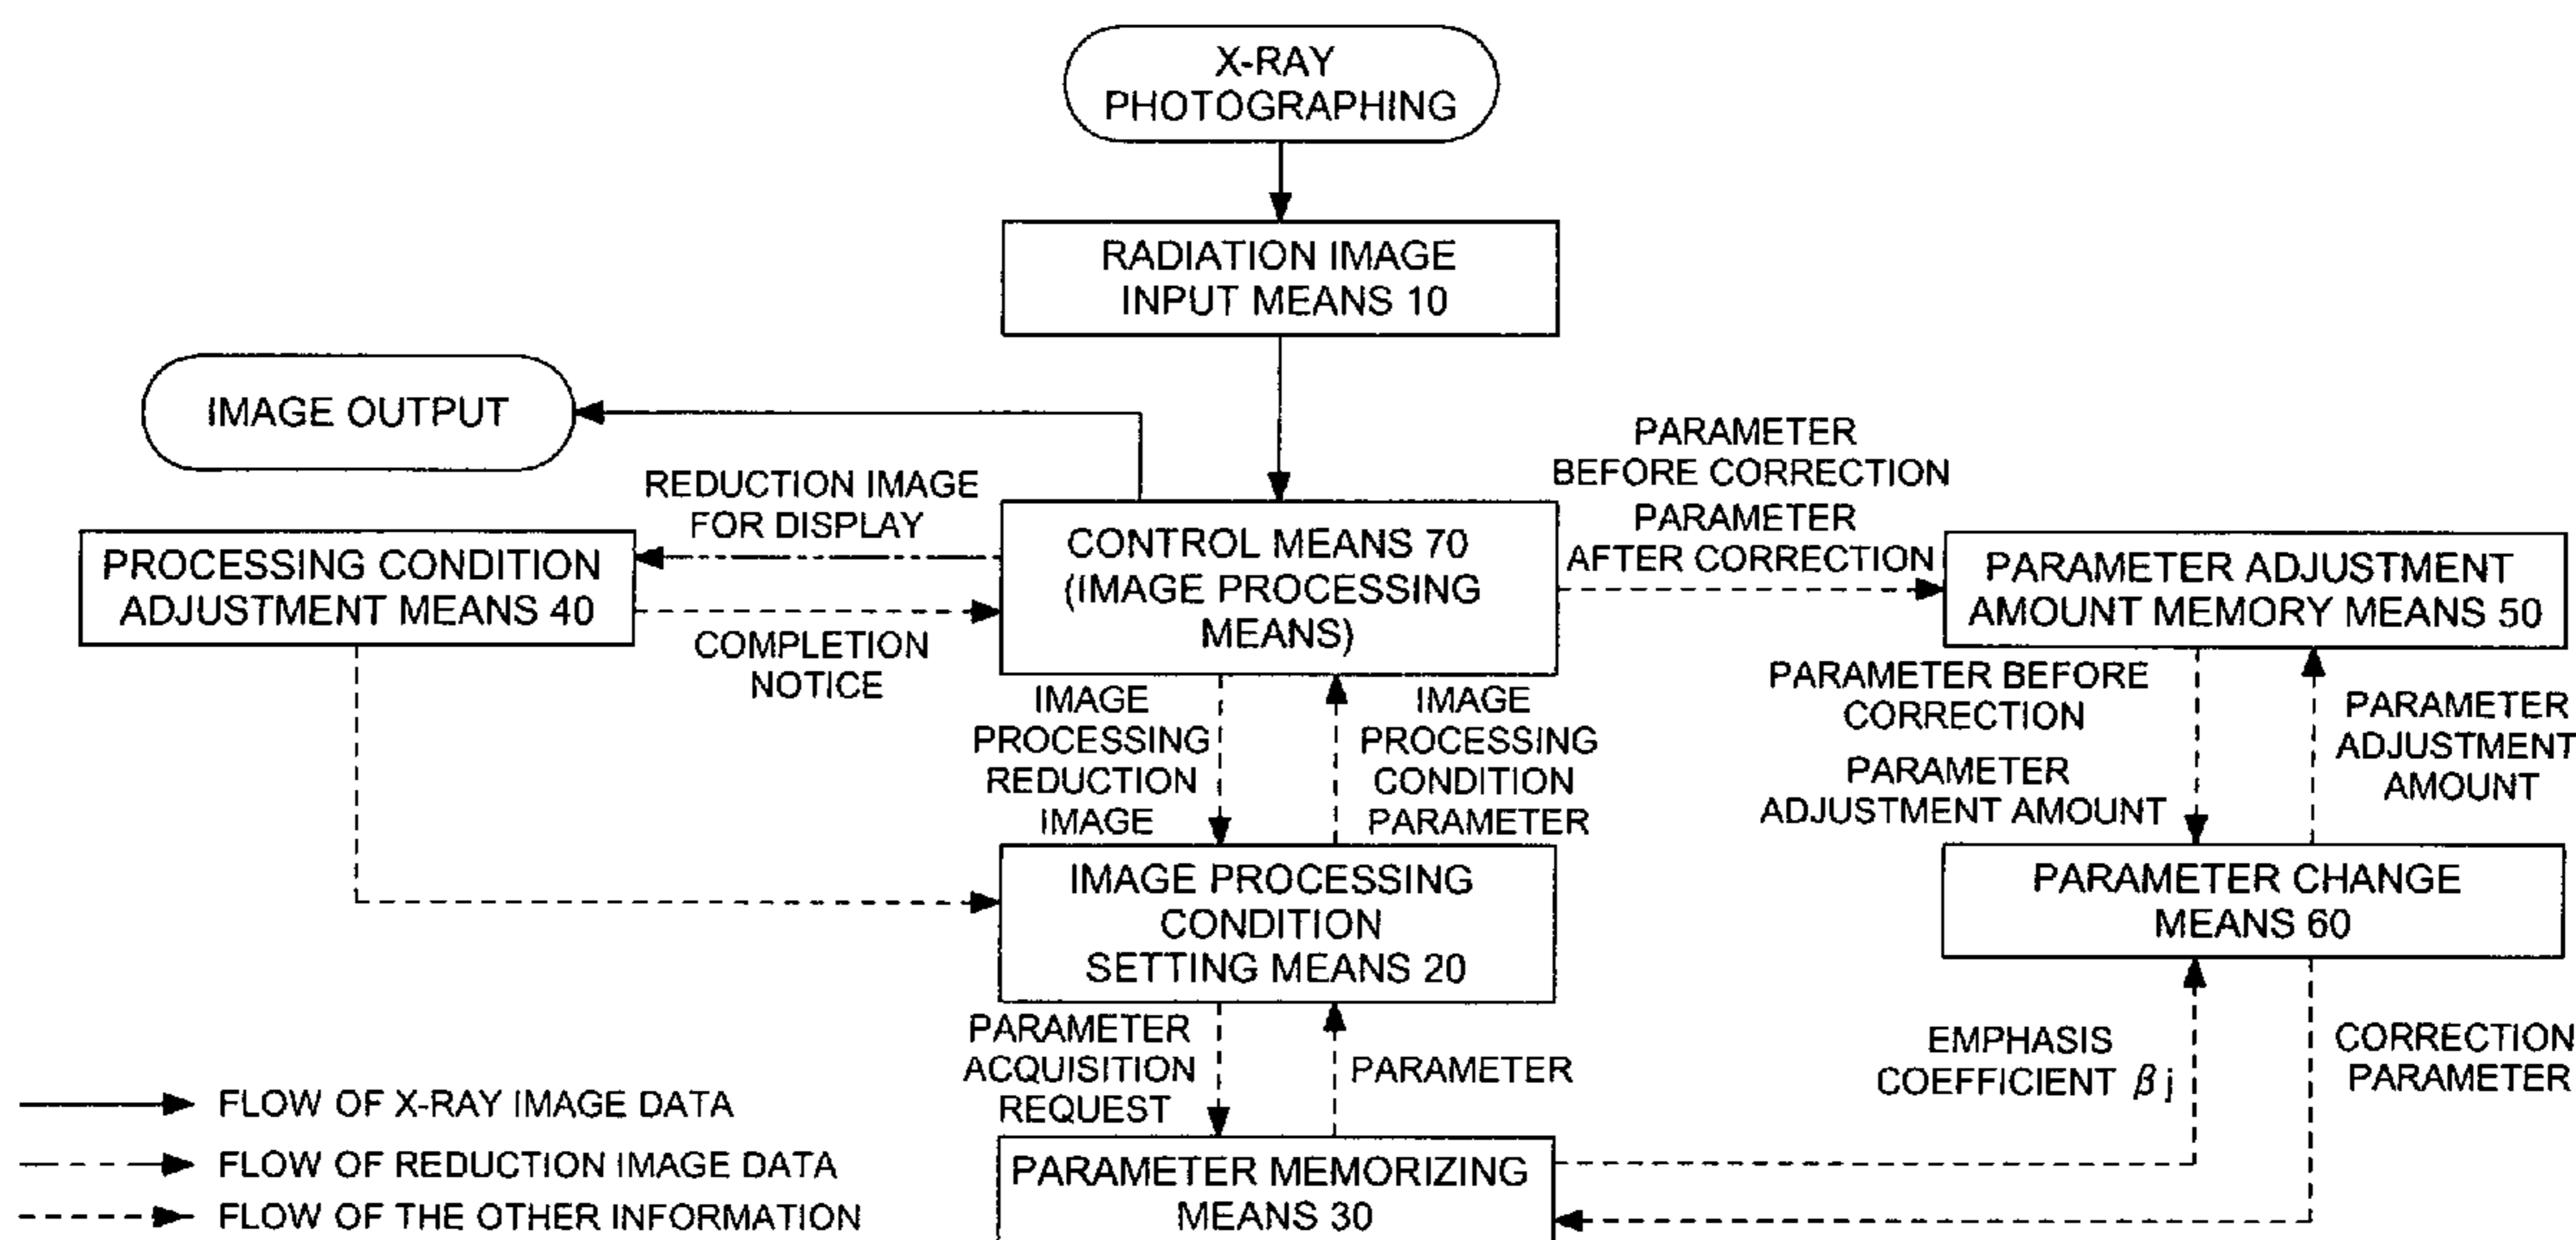 X-RAY
PHOTOGRAPHING
RADIATION IMAGE
INPUT MEANS 10
IMAGE OUTPUT
REDUCTION IMAGE
FOR DISPLAY
PARAMETER
BEFORE CORRECTION
PARAMETER
AFTER CORRECTION
PROCESSING CONDITION
ADJUSTMENT MEANS 40
CONTROL MEANS 70
(IMAGE PROCESSING
MEANS)
PARAMETER ADJUSTMENT
AMOUNT MEMORY MEANS 50
COMPLETION
NOTICE
IMAGE
PROCESSING
REDUCTION
IMAGE
IMAGE
PROCESSING
CONDITION
PARAMETER
PARAMETER BEFORE
CORRECTION
PARAMETER
ADJUSTMENT AMOUNT
PARAMETER
ADJUSTMENT
AMOUNT
IMAGE PROCESSING
CONDITION
SETTING MEANS 20
PARAMETER CHANGE
MEANS 60
PARAMETER
ACQUISITION
REQUEST
PARAMETER
EMPHASIS
COEFFICIENT βj
CORRECTION
PARAMETER
PARAMETER MEMORIZING
MEANS 30
FLOW OF X-RAY IMAGE DATA
FLOW OF REDUCTION IMAGE DATA
FLOW OF THE OTHER INFORMATION